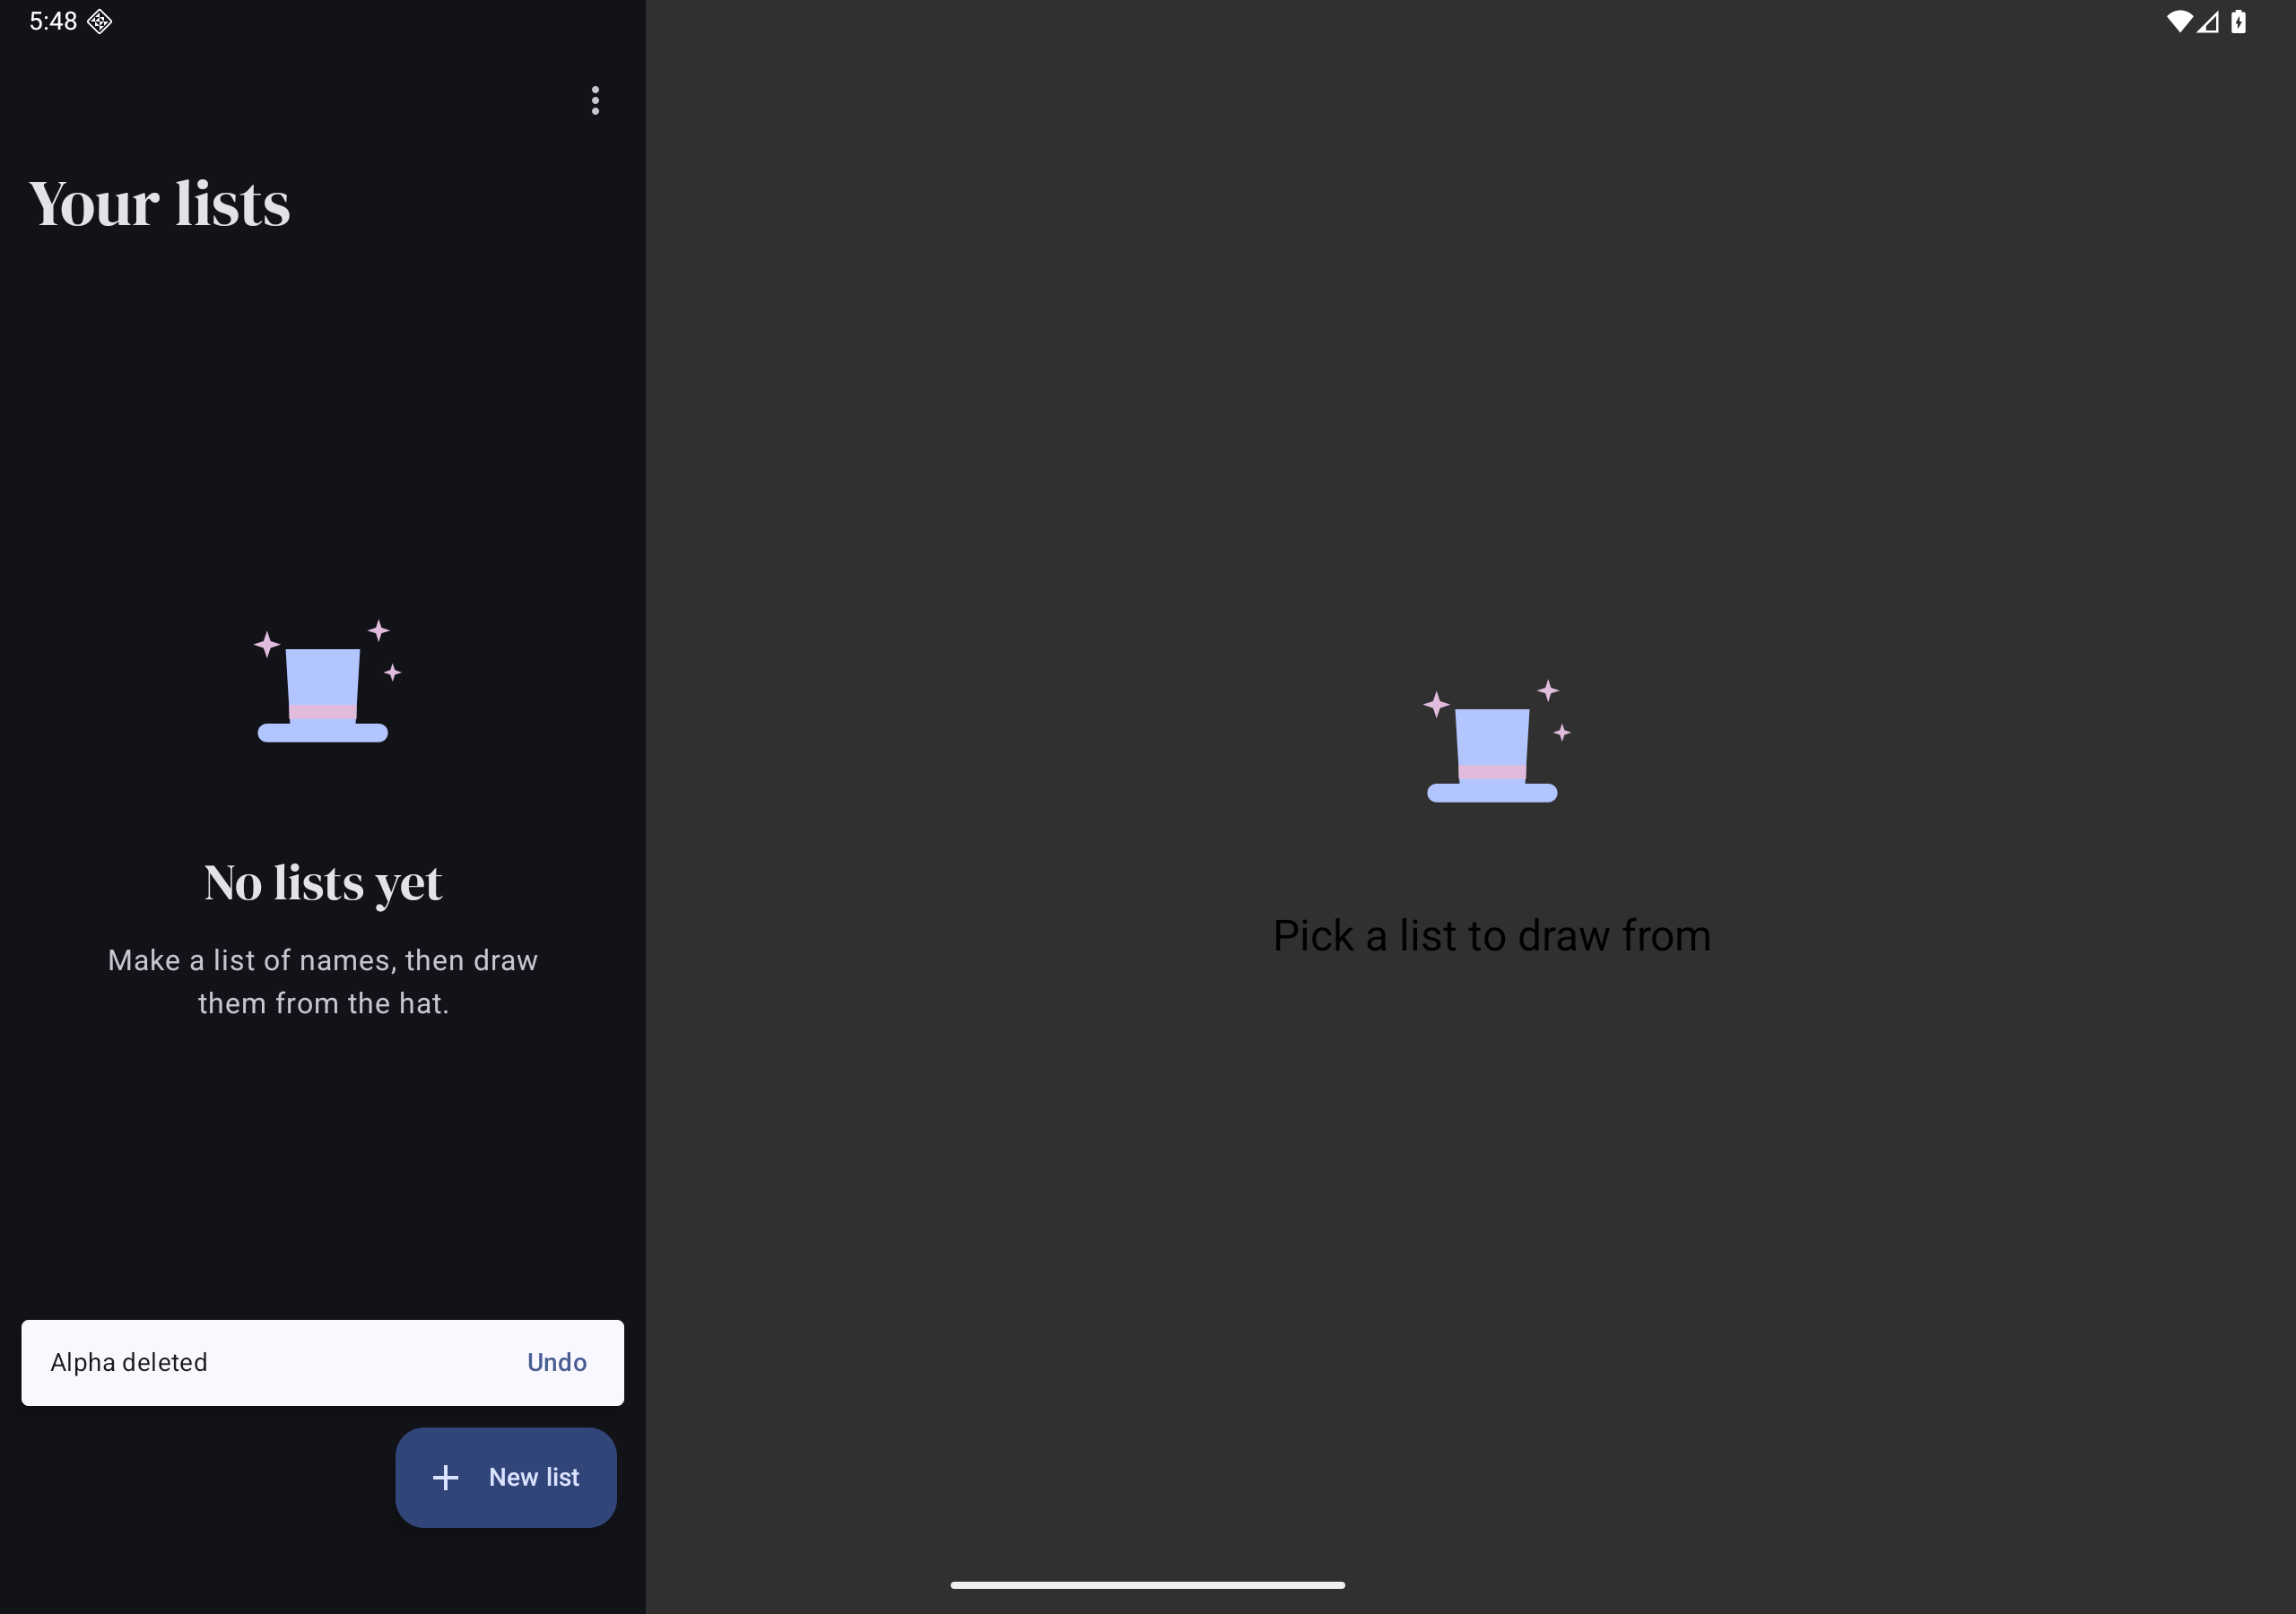 5:48
Your lists
No lists yet
Make a list of names, then draw
them from the hat.
Pick a list to draw from
Alpha deleted
Undo
New list